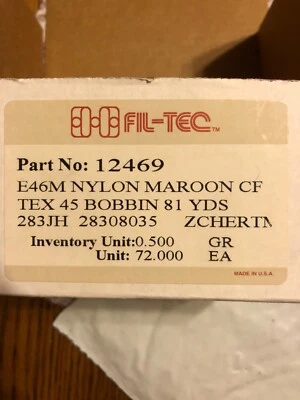 FIL-TEC™
Part No: 12469
E46M NYLON MAROON CF
TEX 45 BOBBIN 81 YDS
283JH 28308035 ZCHERTM
Inventory Unit:0.500 GR
Unit: 72.000 EA
MADE IN U.S.A.